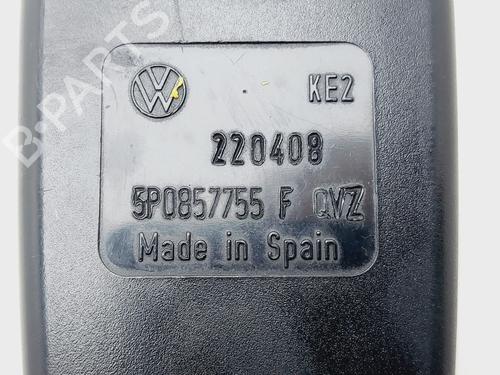 VW KE2
220408
5P0857755 F QVZ
Made in Spain
B-PARTS